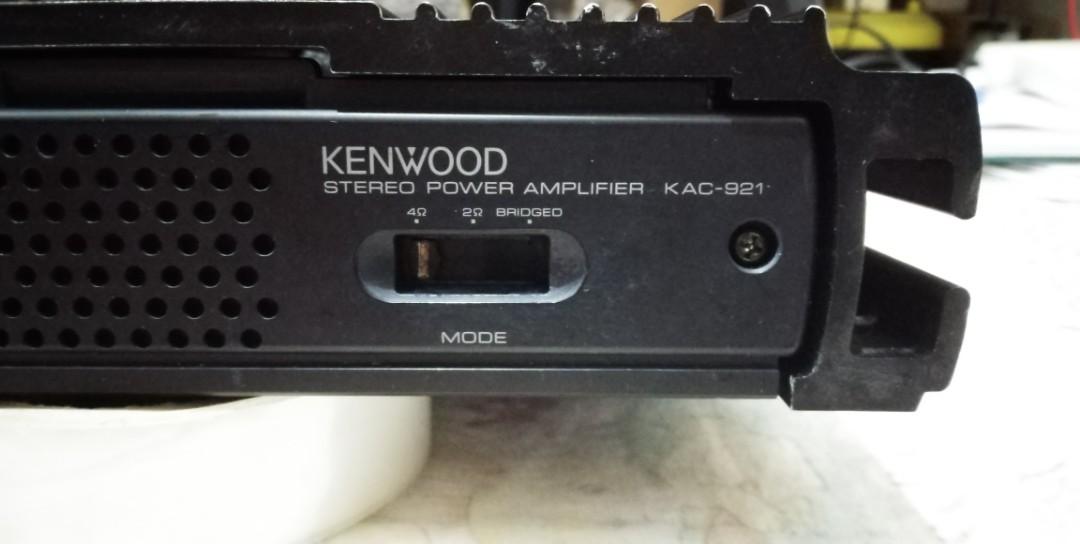 KENWOOD
STEREO POWER AMPLIFIER KAC-921
4Ω 2Ω BRIDGED
MODE